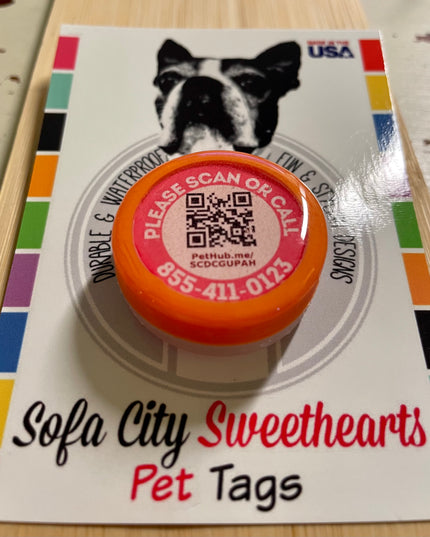 MADE IN THE
USA
DURABLE & WATERPROOF
FUN & DESIGNS
PLEASE SCAN OR CALL
PetHub.me/
SCDCGUPAH
855-411-0123
Sofa City Sweethearts
Pet Tags